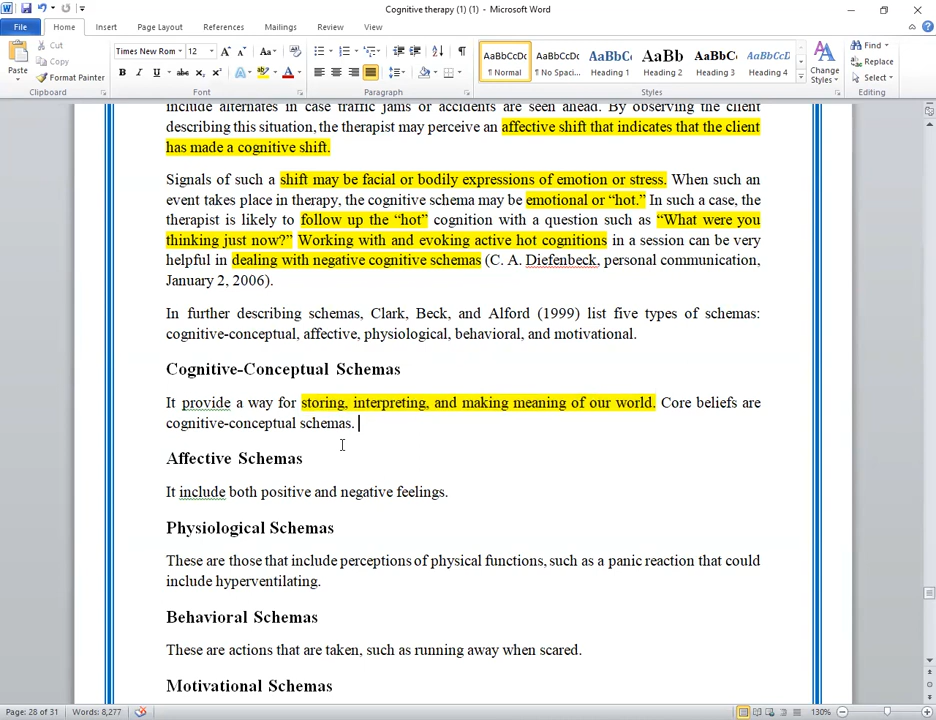 Cognitive therapy (1) (1) - Microsoft Word
File Home Insert Page Layout References Mailings Review View
Paste
Cut
Copy
Format Painter
Clipboard
Times New Rom 12
Font
Paragraph
AaBbCcDc ¶ Normal
AaBbCcDc ¶ No Spaci...
AaBbCc Heading 1
AaBb Heading 2
AaBbC Heading 3
AaBbCcD Heading 4
Change Styles
Styles
Find
Replace
Select
Editing
include alternates in case traffic jams or accidents are seen ahead. By observing the client
describing this situation, the therapist may perceive an affective shift that indicates that the client
has made a cognitive shift.
Signals of such a shift may be facial or bodily expressions of emotion or stress. When such an
event takes place in therapy, the cognitive schema may be emotional or “hot.” In such a case, the
therapist is likely to follow up the “hot” cognition with a question such as “What were you
thinking just now?” Working with and evoking active hot cognitions in a session can be very
helpful in dealing with negative cognitive schemas (C. A. Diefenbeck, personal communication,
January 2, 2006).
In further describing schemas, Clark, Beck, and Alford (1999) list five types of schemas:
cognitive-conceptual, affective, physiological, behavioral, and motivational.
Cognitive-Conceptual Schemas
It provide a way for storing, interpreting, and making meaning of our world. Core beliefs are
cognitive-conceptual schemas.
Affective Schemas
It include both positive and negative feelings.
Physiological Schemas
These are those that include perceptions of physical functions, such as a panic reaction that could
include hyperventilating.
Behavioral Schemas
These are actions that are taken, such as running away when scared.
Motivational Schemas
Page: 28 of 31 Words: 8,277 130%